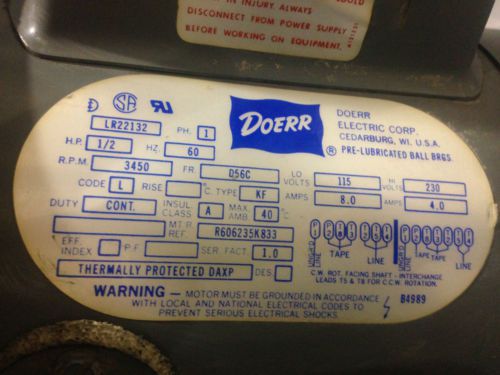 IN INJURY. ALWAYS
DISCONNECT FROM POWER SUPPLY
BEFORE WORKING ON EQUIPMENT.
LR22132 PH. 1
H.P. 1/2 HZ. 60
R.P.M. 3450 FR. D56C
DOERR ®
DOERR
ELECTRIC CORP.
CEDARBURG, WI. U.S.A.
PRE-LUBRICATED BALL BRGS.
LO VOLTS 115 HI VOLTS 230
CODE L RISE °C TYPE KF AMPS 8.0 AMPS 4.0
DUTY CONT. INSUL. CLASS A MAX. AMB. 40 °C
MTR. REF. R606235K833
EFF. INDEX P.F. SER. FACT. 1.0
THERMALLY PROTECTED DAXP DES
TAPE LINE TAPE TAPE LINE
C.W. ROT. FACING SHAFT - INTERCHANGE
LEADS T5 & T8 FOR C.C.W. ROTATION.
WARNING – MOTOR MUST BE GROUNDED IN ACCORDANCE
WITH LOCAL AND NATIONAL ELECTRICAL CODES TO
PREVENT SERIOUS ELECTRICAL SHOCKS.
84989